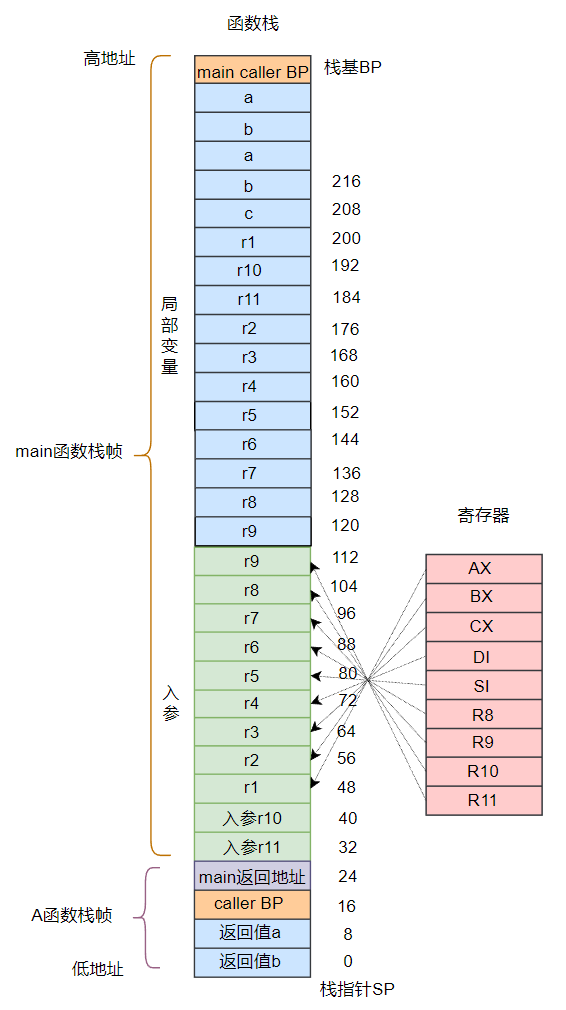 函数栈
高地址
main caller BP
栈基BP
a
b
a
b
216
c
208
r1
200
r10
192
r11
184
r2
176
r3
168
r4
160
r5
152
r6
144
r7
136
r8
128
r9
120
局部变量
main函数栈帧
r9
112
r8
104
r7
96
r6
88
r5
80
r4
72
r3
64
r2
56
r1
48
入参r10
40
入参r11
32
入参
寄存器
AX
BX
CX
DI
SI
R8
R9
R10
R11
main返回地址
24
caller BP
16
A函数栈帧
返回值a
8
返回值b
0
低地址
栈指针SP